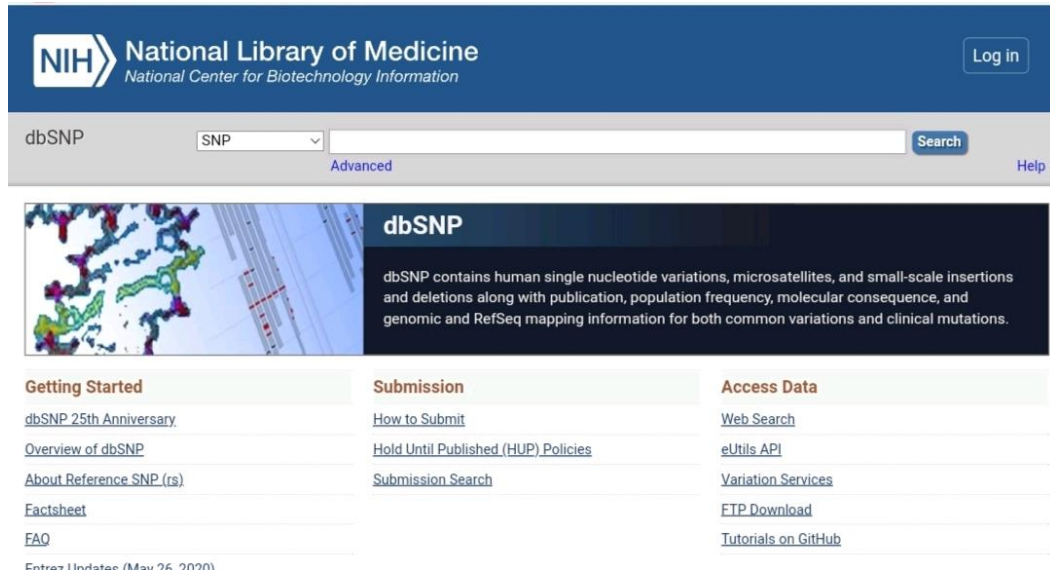 NIH National Library of Medicine
National Center for Biotechnology Information
Log in
dbSNP
SNP
Search
Advanced
Help
dbSNP
dbSNP contains human single nucleotide variations, microsatellites, and small-scale insertions
and deletions along with publication, population frequency, molecular consequence, and
genomic and RefSeq mapping information for both common variations and clinical mutations.
Getting Started
dbSNP 25th Anniversary
Overview of dbSNP
About Reference SNP (rs)
Factsheet
FAQ
Entrez Updates (May 26, 2020)
Submission
How to Submit
Hold Until Published (HUP) Policies
Submission Search
Access Data
Web Search
eUtils API
Variation Services
FTP Download
Tutorials on GitHub